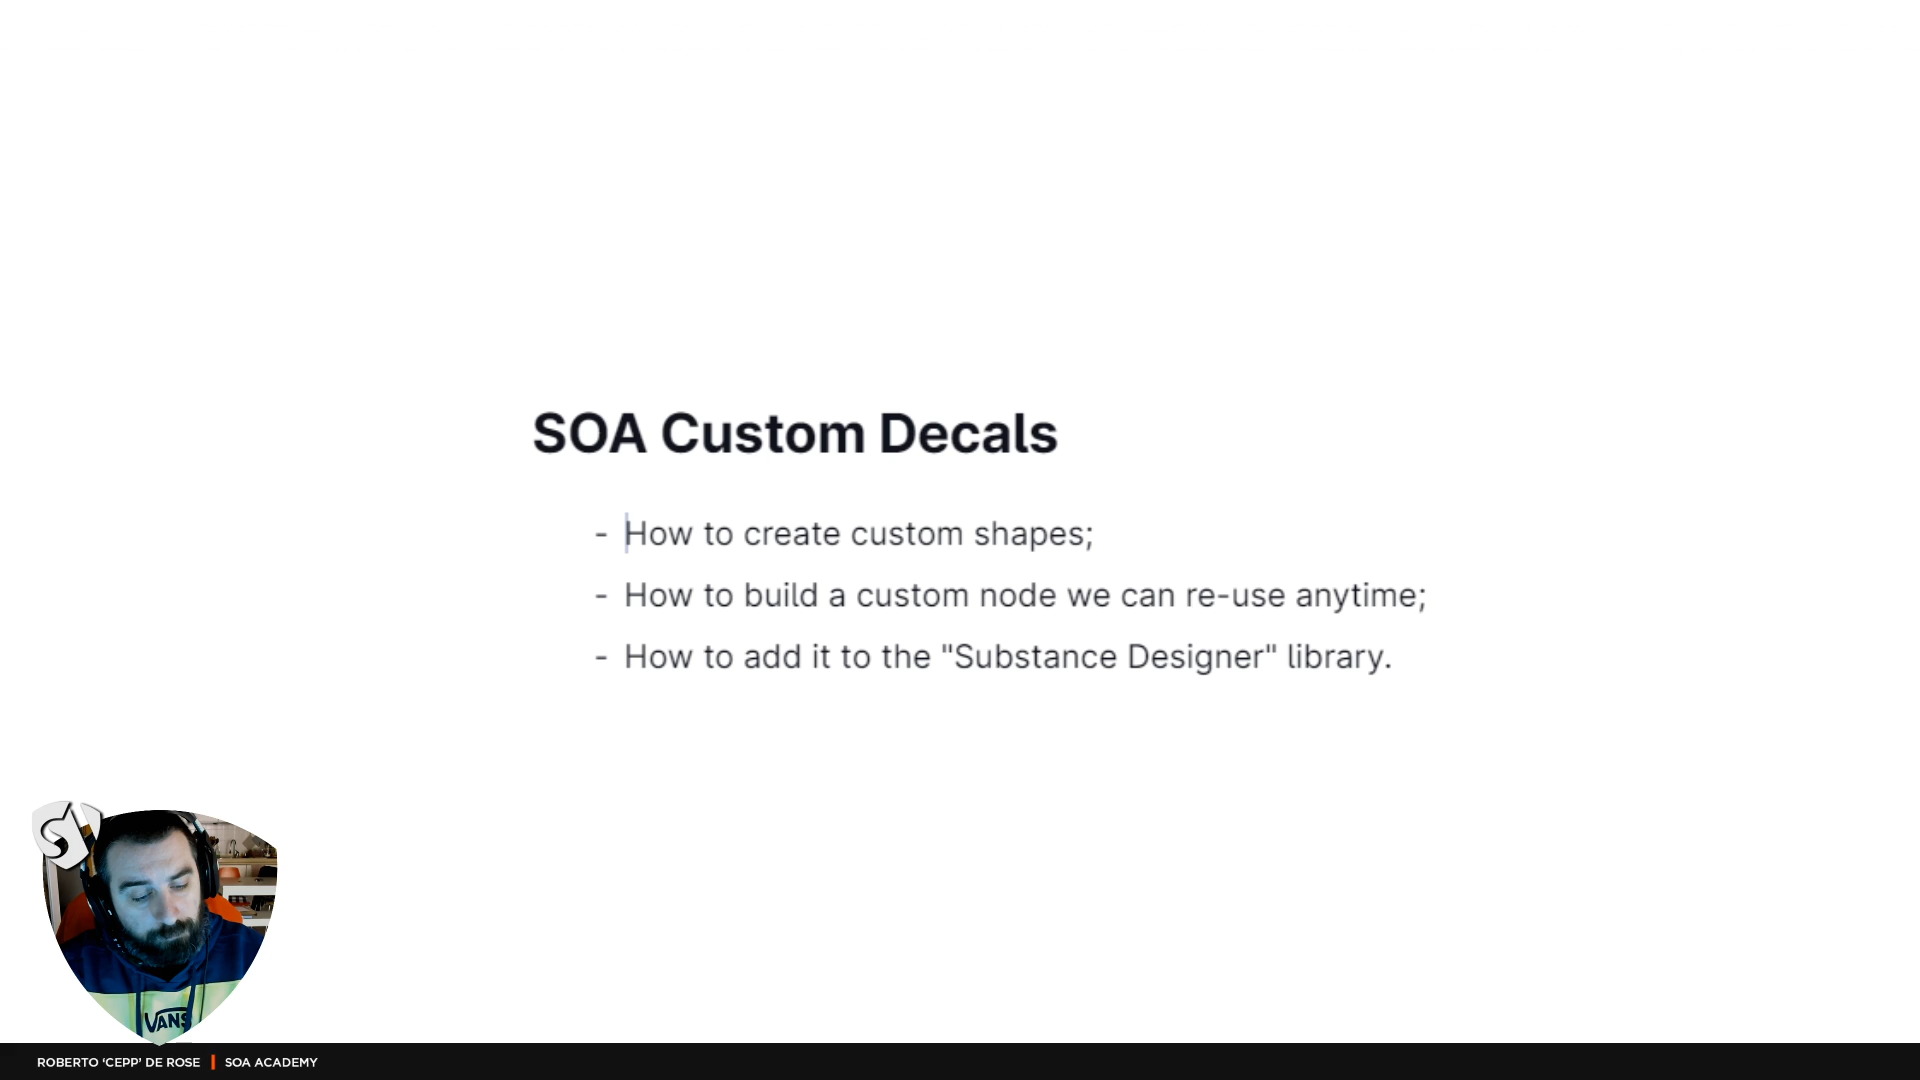 SOA Custom Decals
- How to create custom shapes;
- How to build a custom node we can re-use anytime;
- How to add it to the "Substance Designer" library.
VANS
ROBERTO ‘CEPP’ DE ROSE | SOA ACADEMY